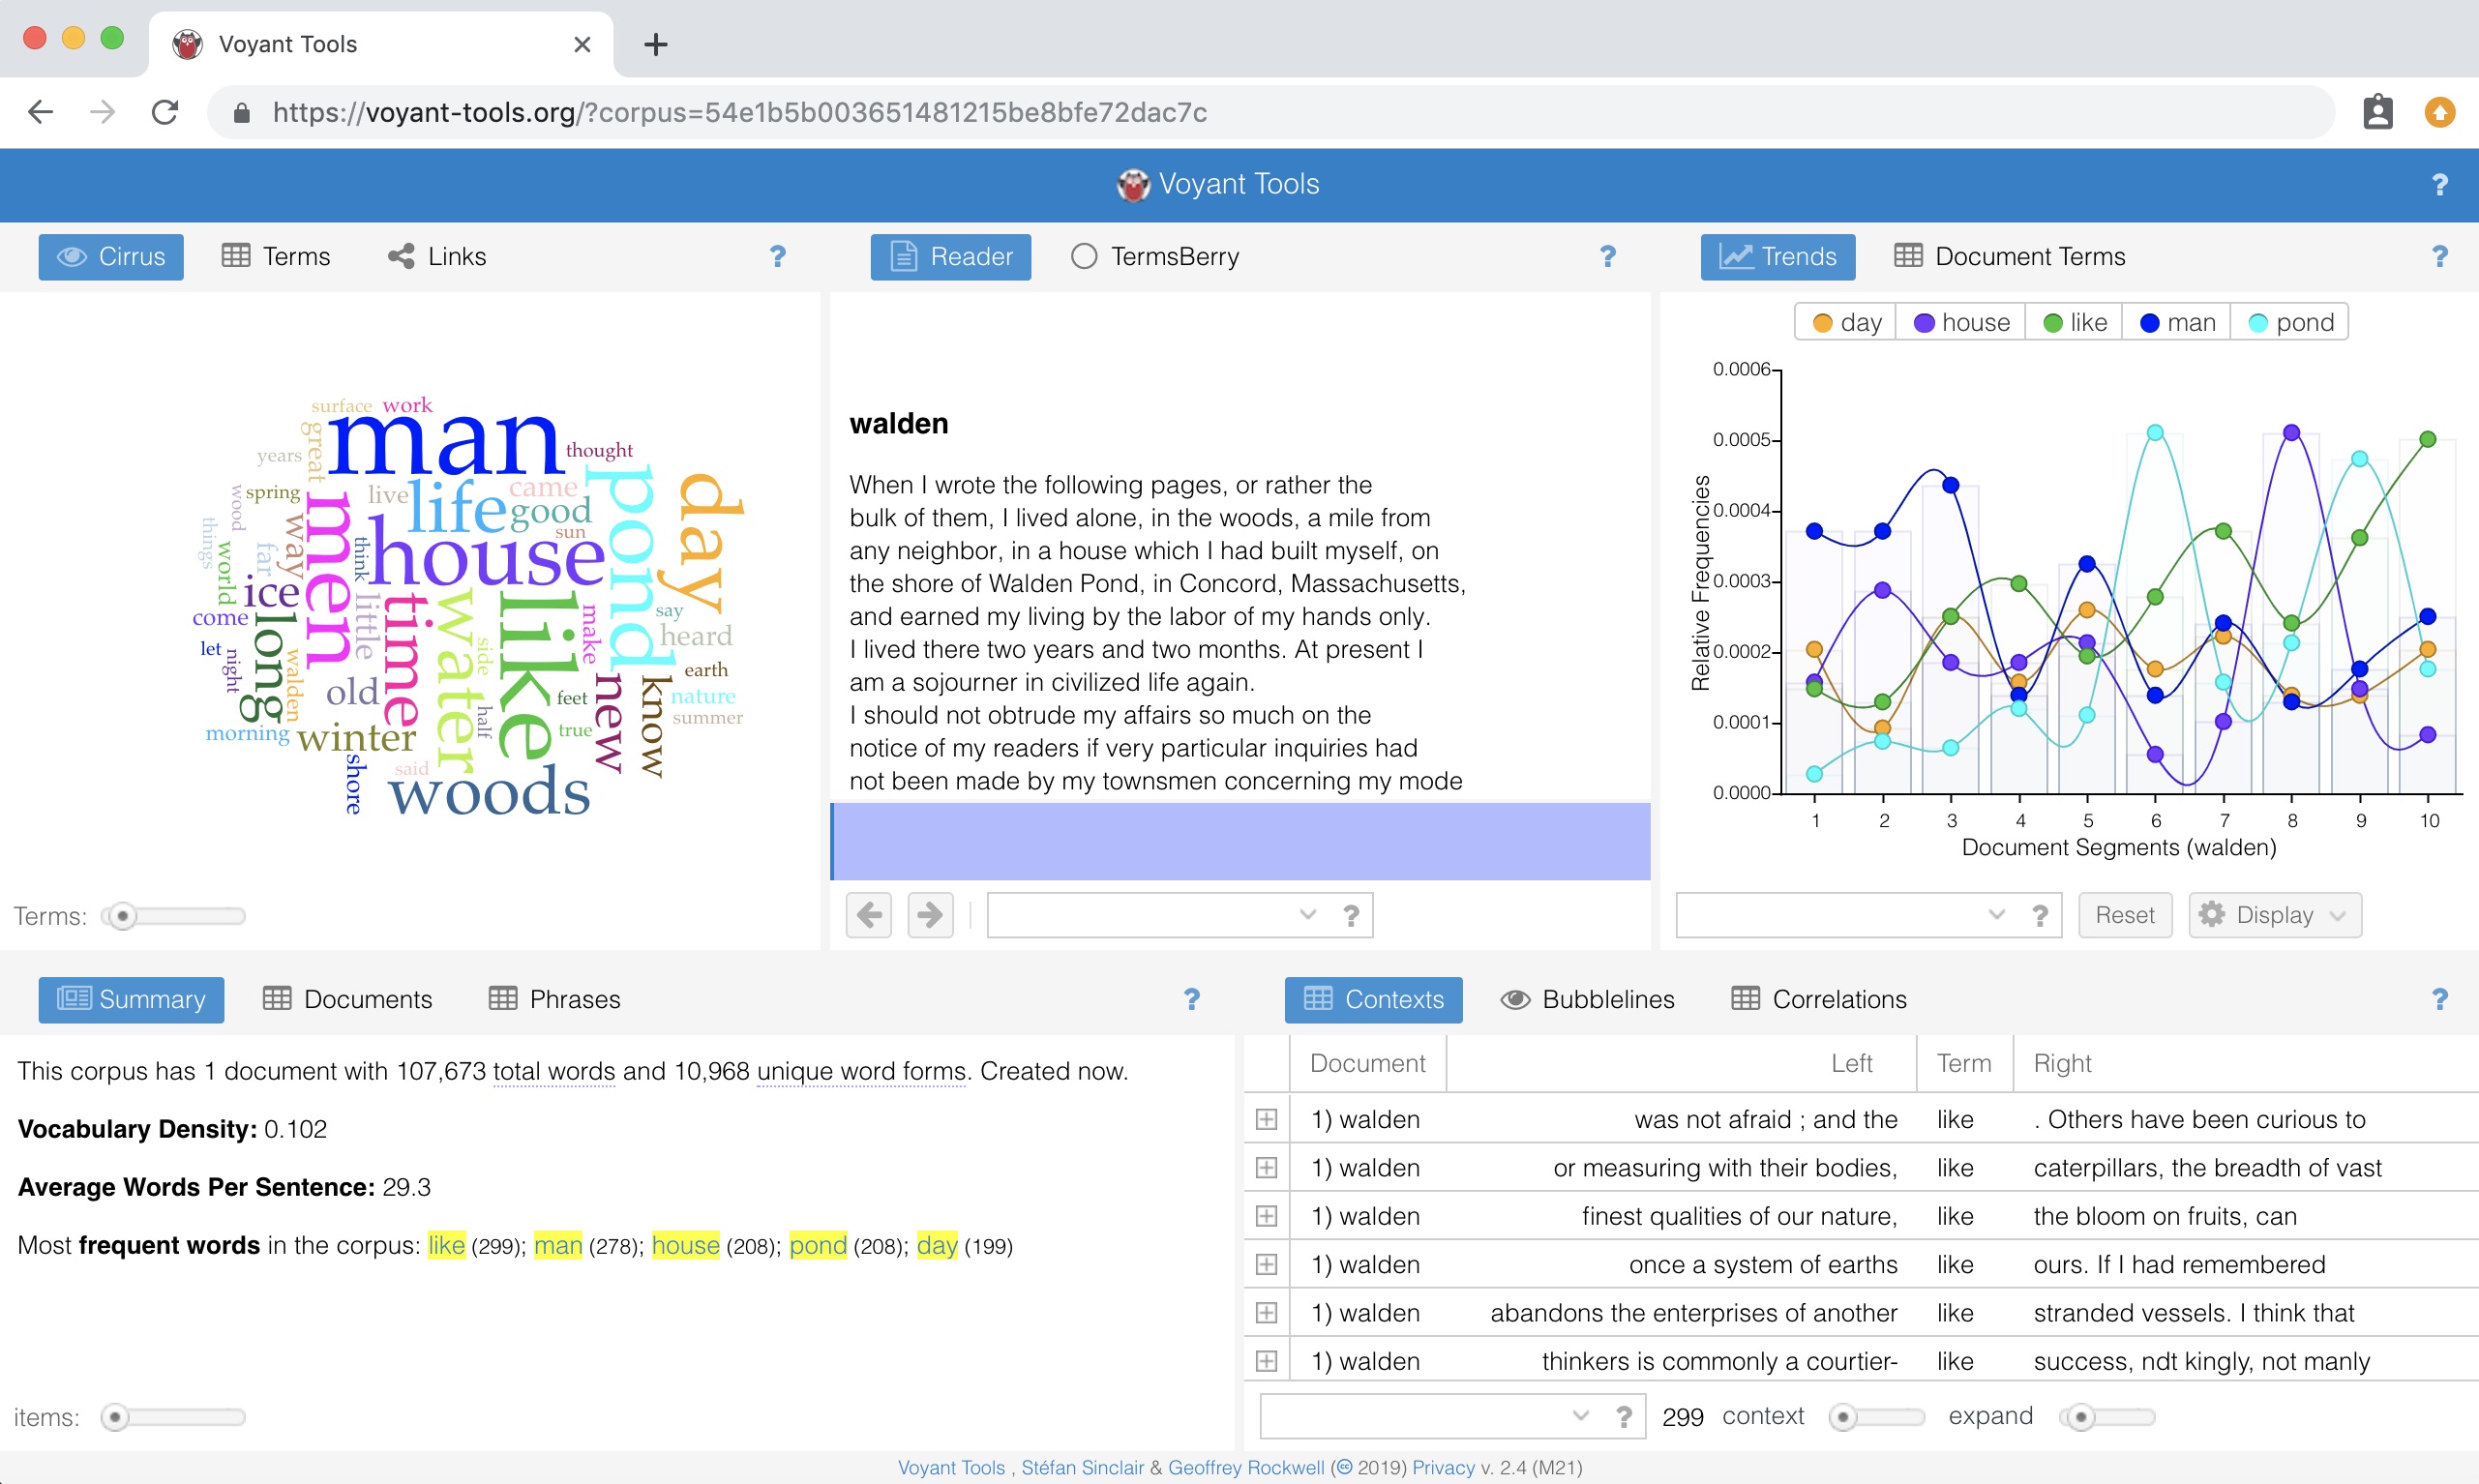 Voyant Tools
https://voyant-tools.org/?corpus=54e1b5b003651481215be8bfe72dac7c
Voyant Tools ?
Cirrus Terms Links ?
surface work
man
great
thought
years
pond
day
men
live life came
spring
wood
good
way
house
sun
things
think
world
far
ice
like
time
water
little
make
say
come
long
heard
let
night
walden
side
earth
old
new
know
feet
nature
half
summer
true
morning winter
shore
said
woods
Terms:
Reader TermsBerry ?
walden
When I wrote the following pages, or rather the
bulk of them, I lived alone, in the woods, a mile from
any neighbor, in a house which I had built myself, on
the shore of Walden Pond, in Concord, Massachusetts,
and earned my living by the labor of my hands only.
I lived there two years and two months. At present I
am a sojourner in civilized life again.
I should not obtrude my affairs so much on the
notice of my readers if very particular inquiries had
not been made by my townsmen concerning my mode
?
Trends Document Terms ?
day house like man pond
Relative Frequencies
0.0006
0.0005
0.0004
0.0003
0.0002
0.0001
0.0000
1 2 3 4 5 6 7 8 9 10
Document Segments (walden)
? Reset Display
Summary Documents Phrases ?
This corpus has 1 document with 107,673 total words and 10,968 unique word forms. Created now.
Vocabulary Density: 0.102
Average Words Per Sentence: 29.3
Most frequent words in the corpus: like (299); man (278); house (208); pond (208); day (199)
items:
Contexts Bubblelines Correlations ?
Document Left Term Right
1) walden was not afraid ; and the like . Others have been curious to
1) walden or measuring with their bodies, like caterpillars, the breadth of vast
1) walden finest qualities of our nature, like the bloom on fruits, can
1) walden once a system of earths like ours. If I had remembered
1) walden abandons the enterprises of another like stranded vessels. I think that
1) walden thinkers is commonly a courtier- like success, ndt kingly, not manly
? 299 context expand
Voyant Tools , Stéfan Sinclair & Geoffrey Rockwell (cc 2019) Privacy v. 2.4 (M21)